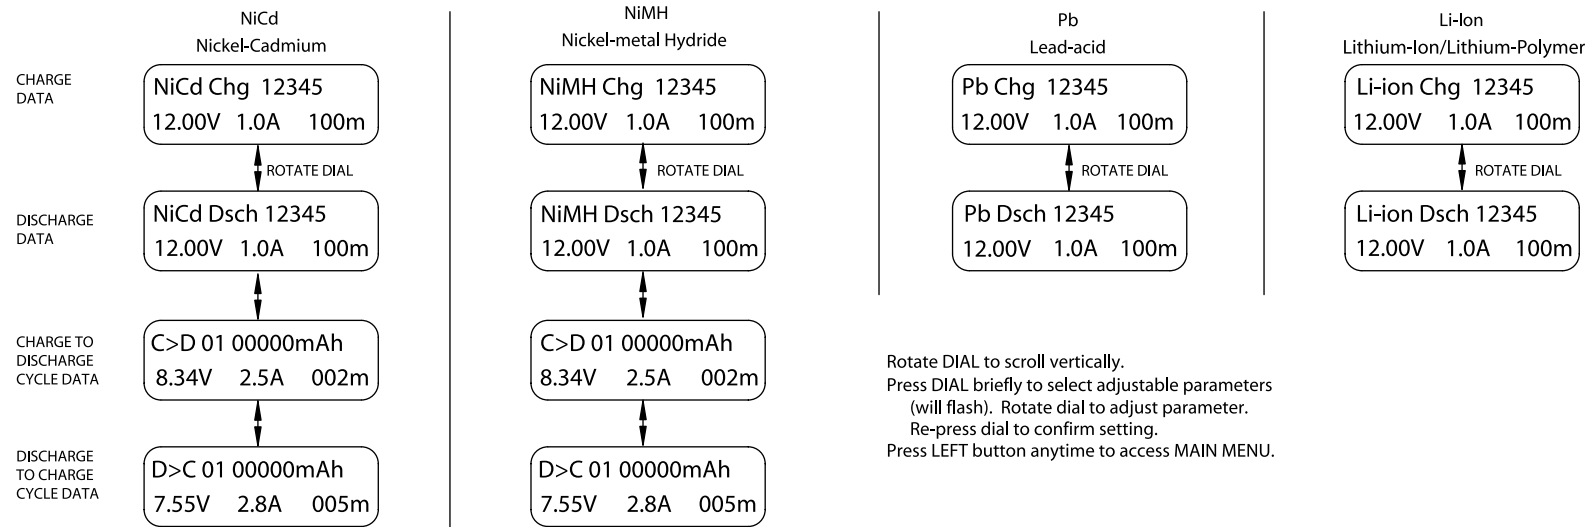 NiCd
Nickel-Cadmium
NiMH
Nickel-metal Hydride
Pb
Lead-acid
Li-Ion
Lithium-Ion/Lithium-Polymer
CHARGE
DATA
NiCd Chg 12345
12.00V 1.0A 100m
NiMH Chg 12345
12.00V 1.0A 100m
Pb Chg 12345
12.00V 1.0A 100m
Li-ion Chg 12345
12.00V 1.0A 100m
ROTATE DIAL
ROTATE DIAL
ROTATE DIAL
ROTATE DIAL
DISCHARGE
DATA
NiCd Dsch 12345
12.00V 1.0A 100m
NiMH Dsch 12345
12.00V 1.0A 100m
Pb Dsch 12345
12.00V 1.0A 100m
Li-ion Dsch 12345
12.00V 1.0A 100m
CHARGE TO
DISCHARGE
CYCLE DATA
C>D 01 00000mAh
8.34V 2.5A 002m
C>D 01 00000mAh
8.34V 2.5A 002m
DISCHARGE
TO CHARGE
CYCLE DATA
D>C 01 00000mAh
7.55V 2.8A 005m
D>C 01 00000mAh
7.55V 2.8A 005m
Rotate DIAL to scroll vertically.
Press DIAL briefly to select adjustable parameters
(will flash). Rotate dial to adjust parameter.
Re-press dial to confirm setting.
Press LEFT button anytime to access MAIN MENU.